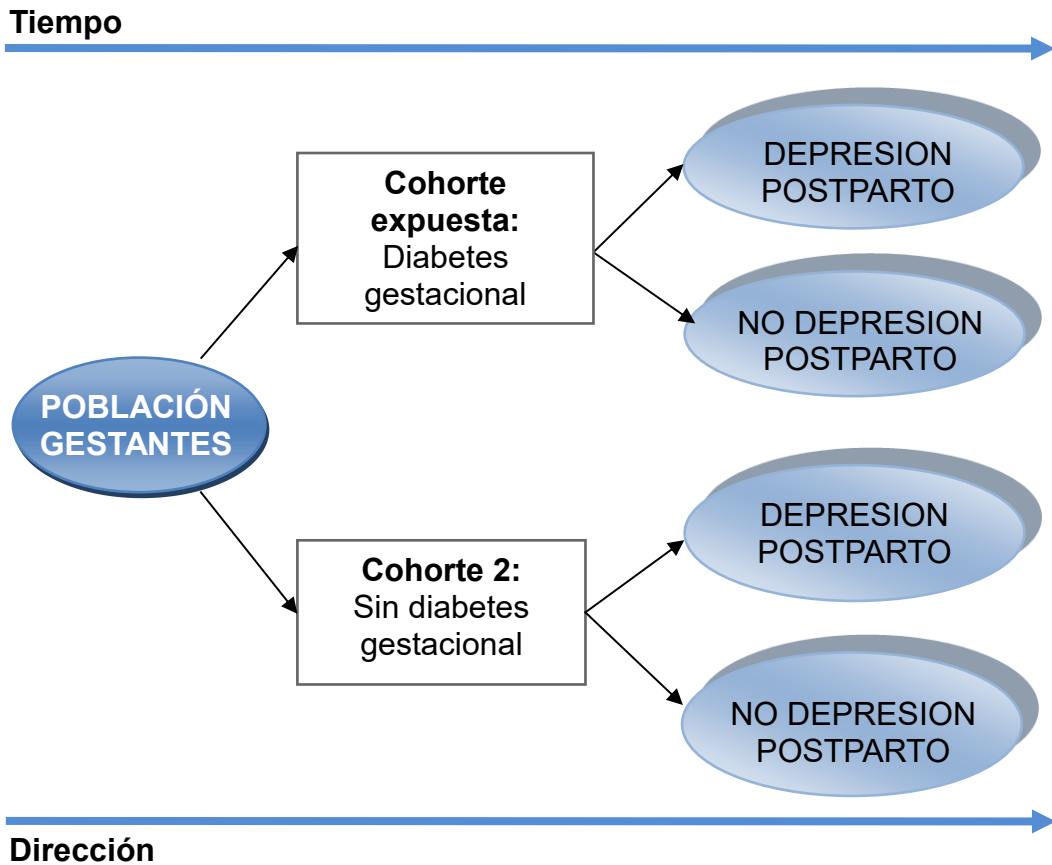 Tiempo
Cohorte
expuesta:
Diabetes
gestacional
DEPRESION
POSTPARTO
NO DEPRESION
POSTPARTO
POBLACIÓN
GESTANTES
Cohorte 2:
Sin diabetes
gestacional
DEPRESION
POSTPARTO
NO DEPRESION
POSTPARTO
Dirección